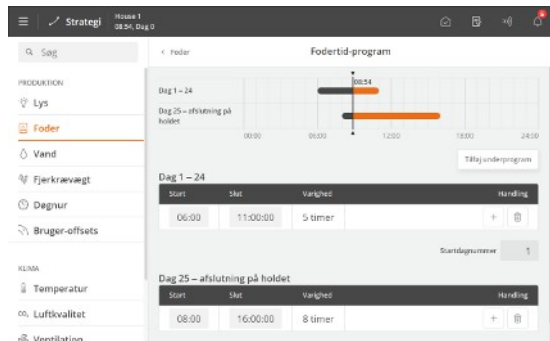 Strategi
House 1
08:54, Dag 0
Søg
‹ Foder
Fodertid-program
PRODUKTION
Lys
Foder
Vand
Fjerkrævægt
Døgnur
Bruger-offsets
KLIMA
Temperatur
CO₂ Luftkvalitet
Ventilation
08:54
Dag 1 – 24
Dag 25 – afslutning på
holdet
00:00 06:00 12:00 18:00 24:00
Tilføj underprogram
Dag 1 – 24
Start Slut Varighed Handling
06:00 11:00:00 5 timer +
Startdagnummer 1
Dag 25 – afslutning på holdet
Start Slut Varighed Handling
08:00 16:00:00 8 timer +